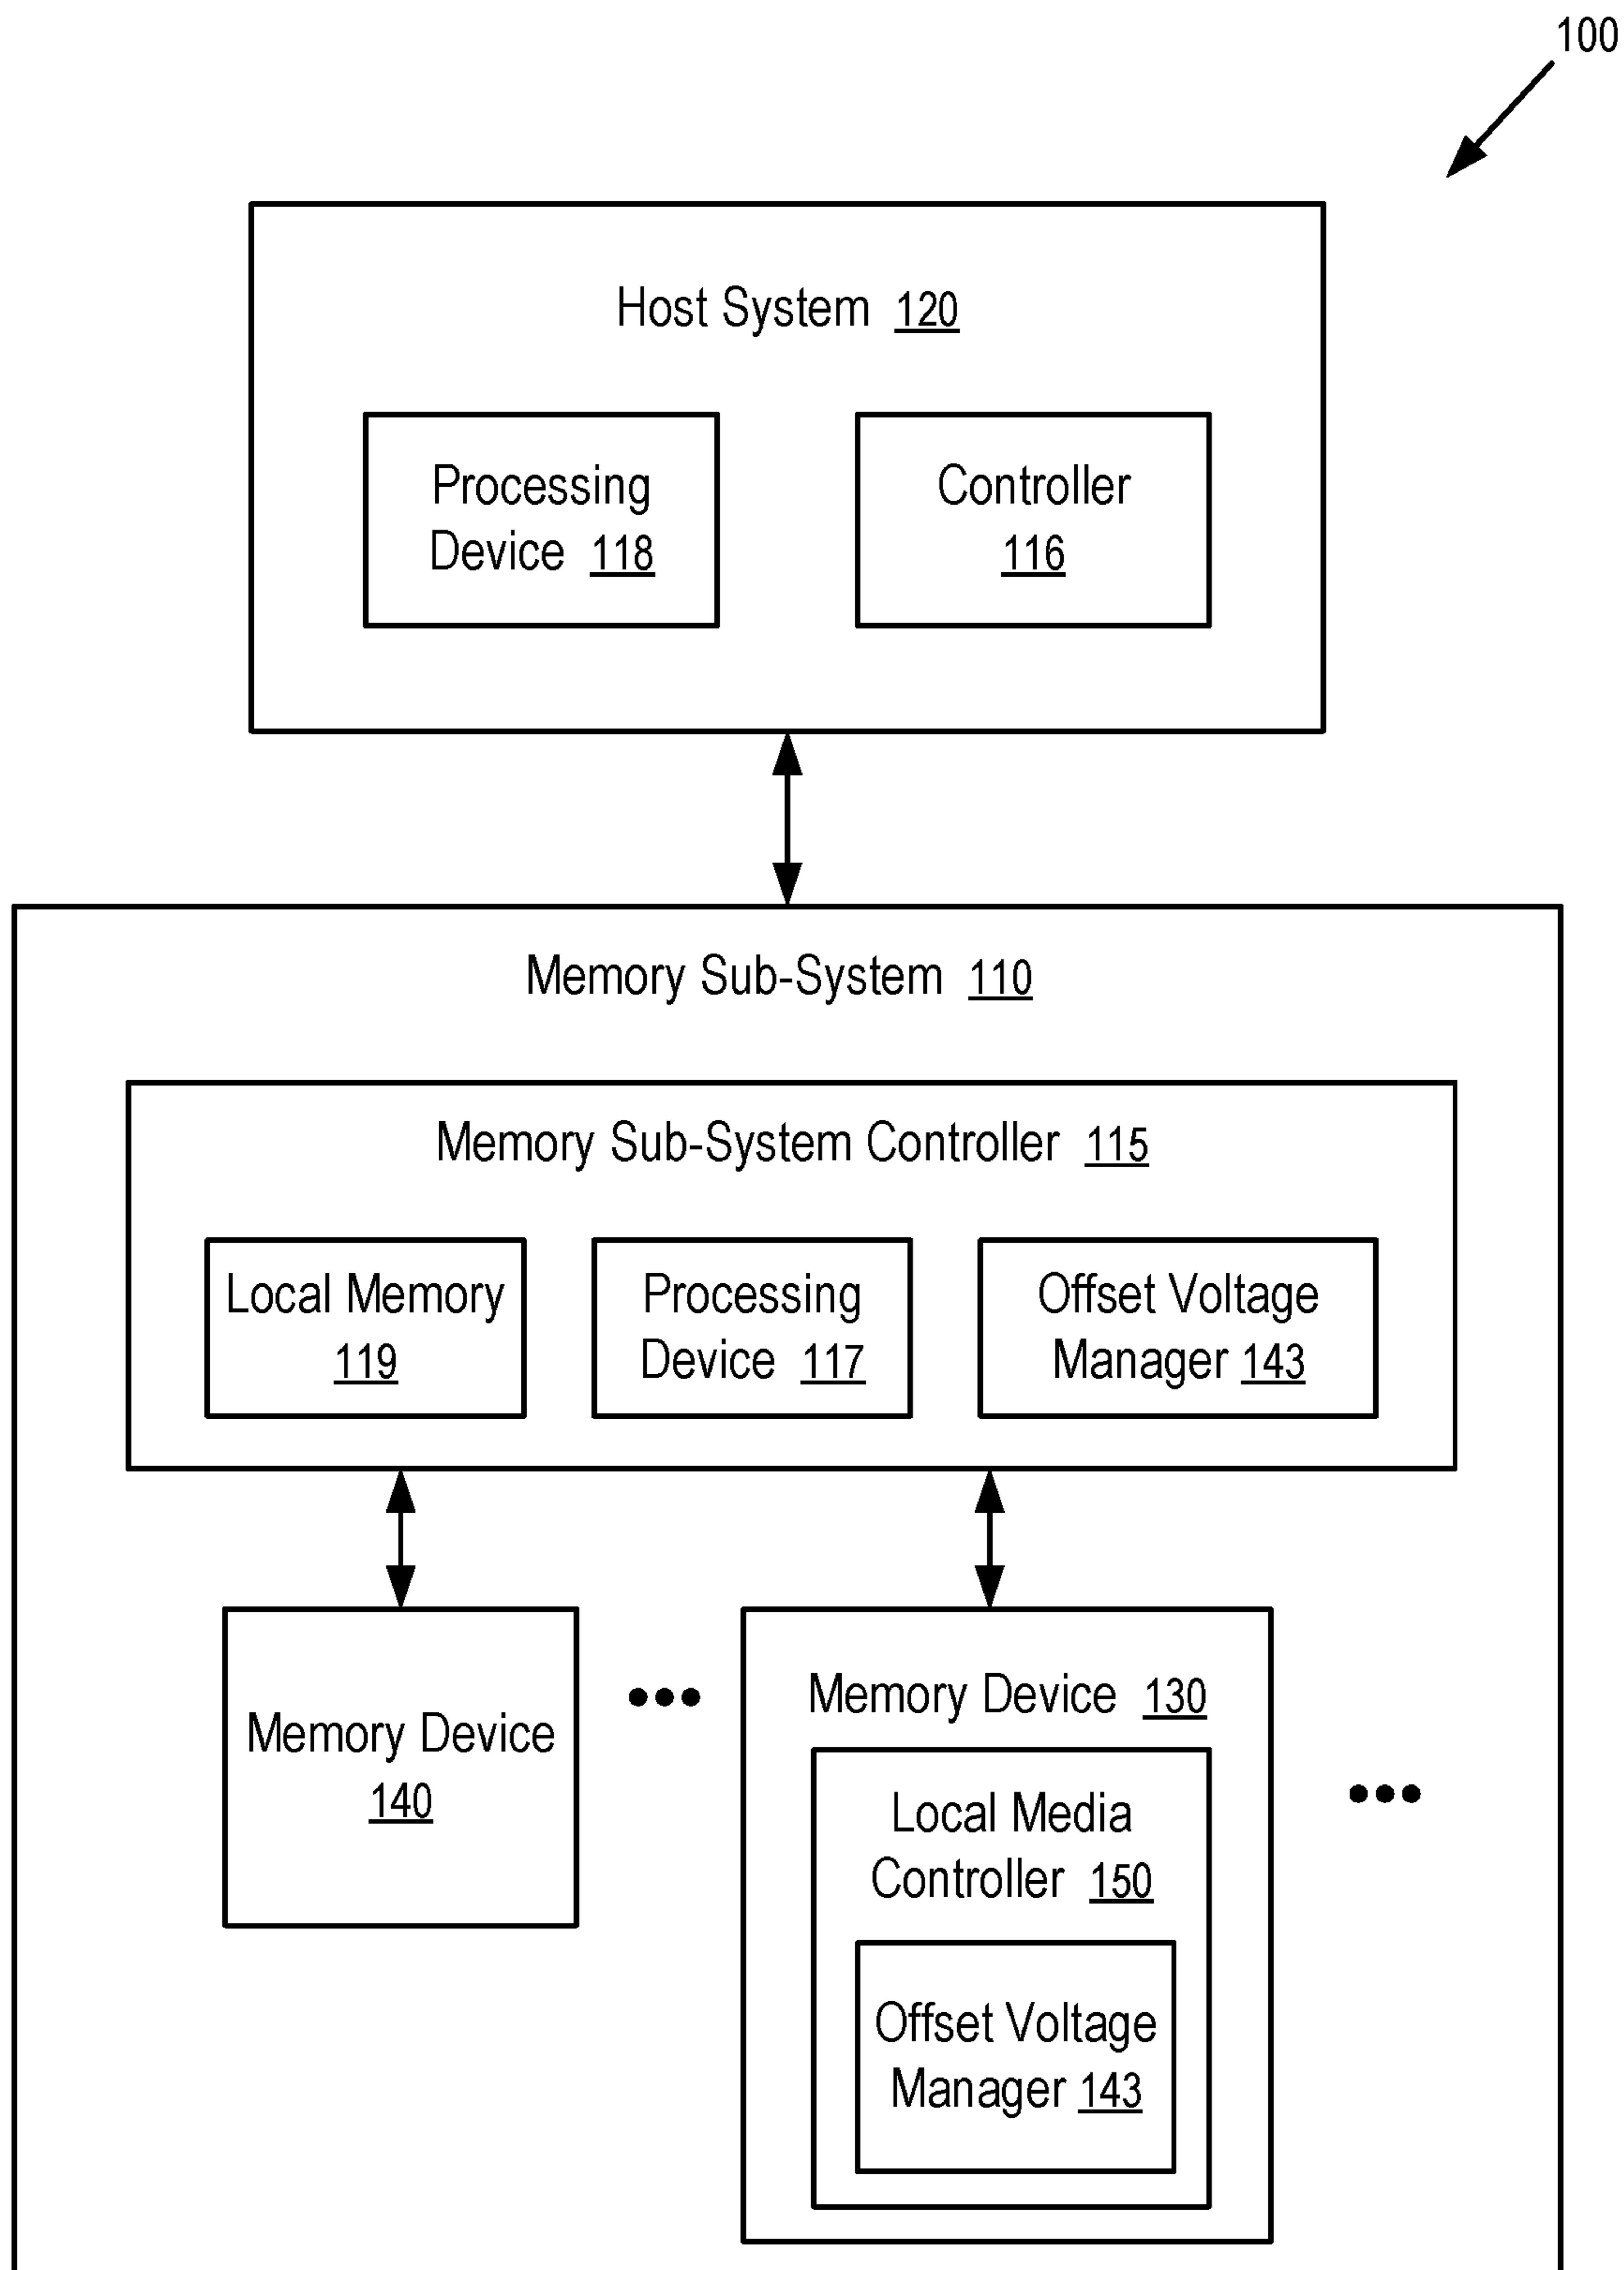 100
Host System 120
Processing
Device 118
Controller
116
Memory Sub-System 110
Memory Sub-System Controller 115
Local Memory
119
Processing
Device 117
Offset Voltage
Manager 143
Memory Device
140
Memory Device 130
Local Media
Controller 150
Offset Voltage
Manager 143